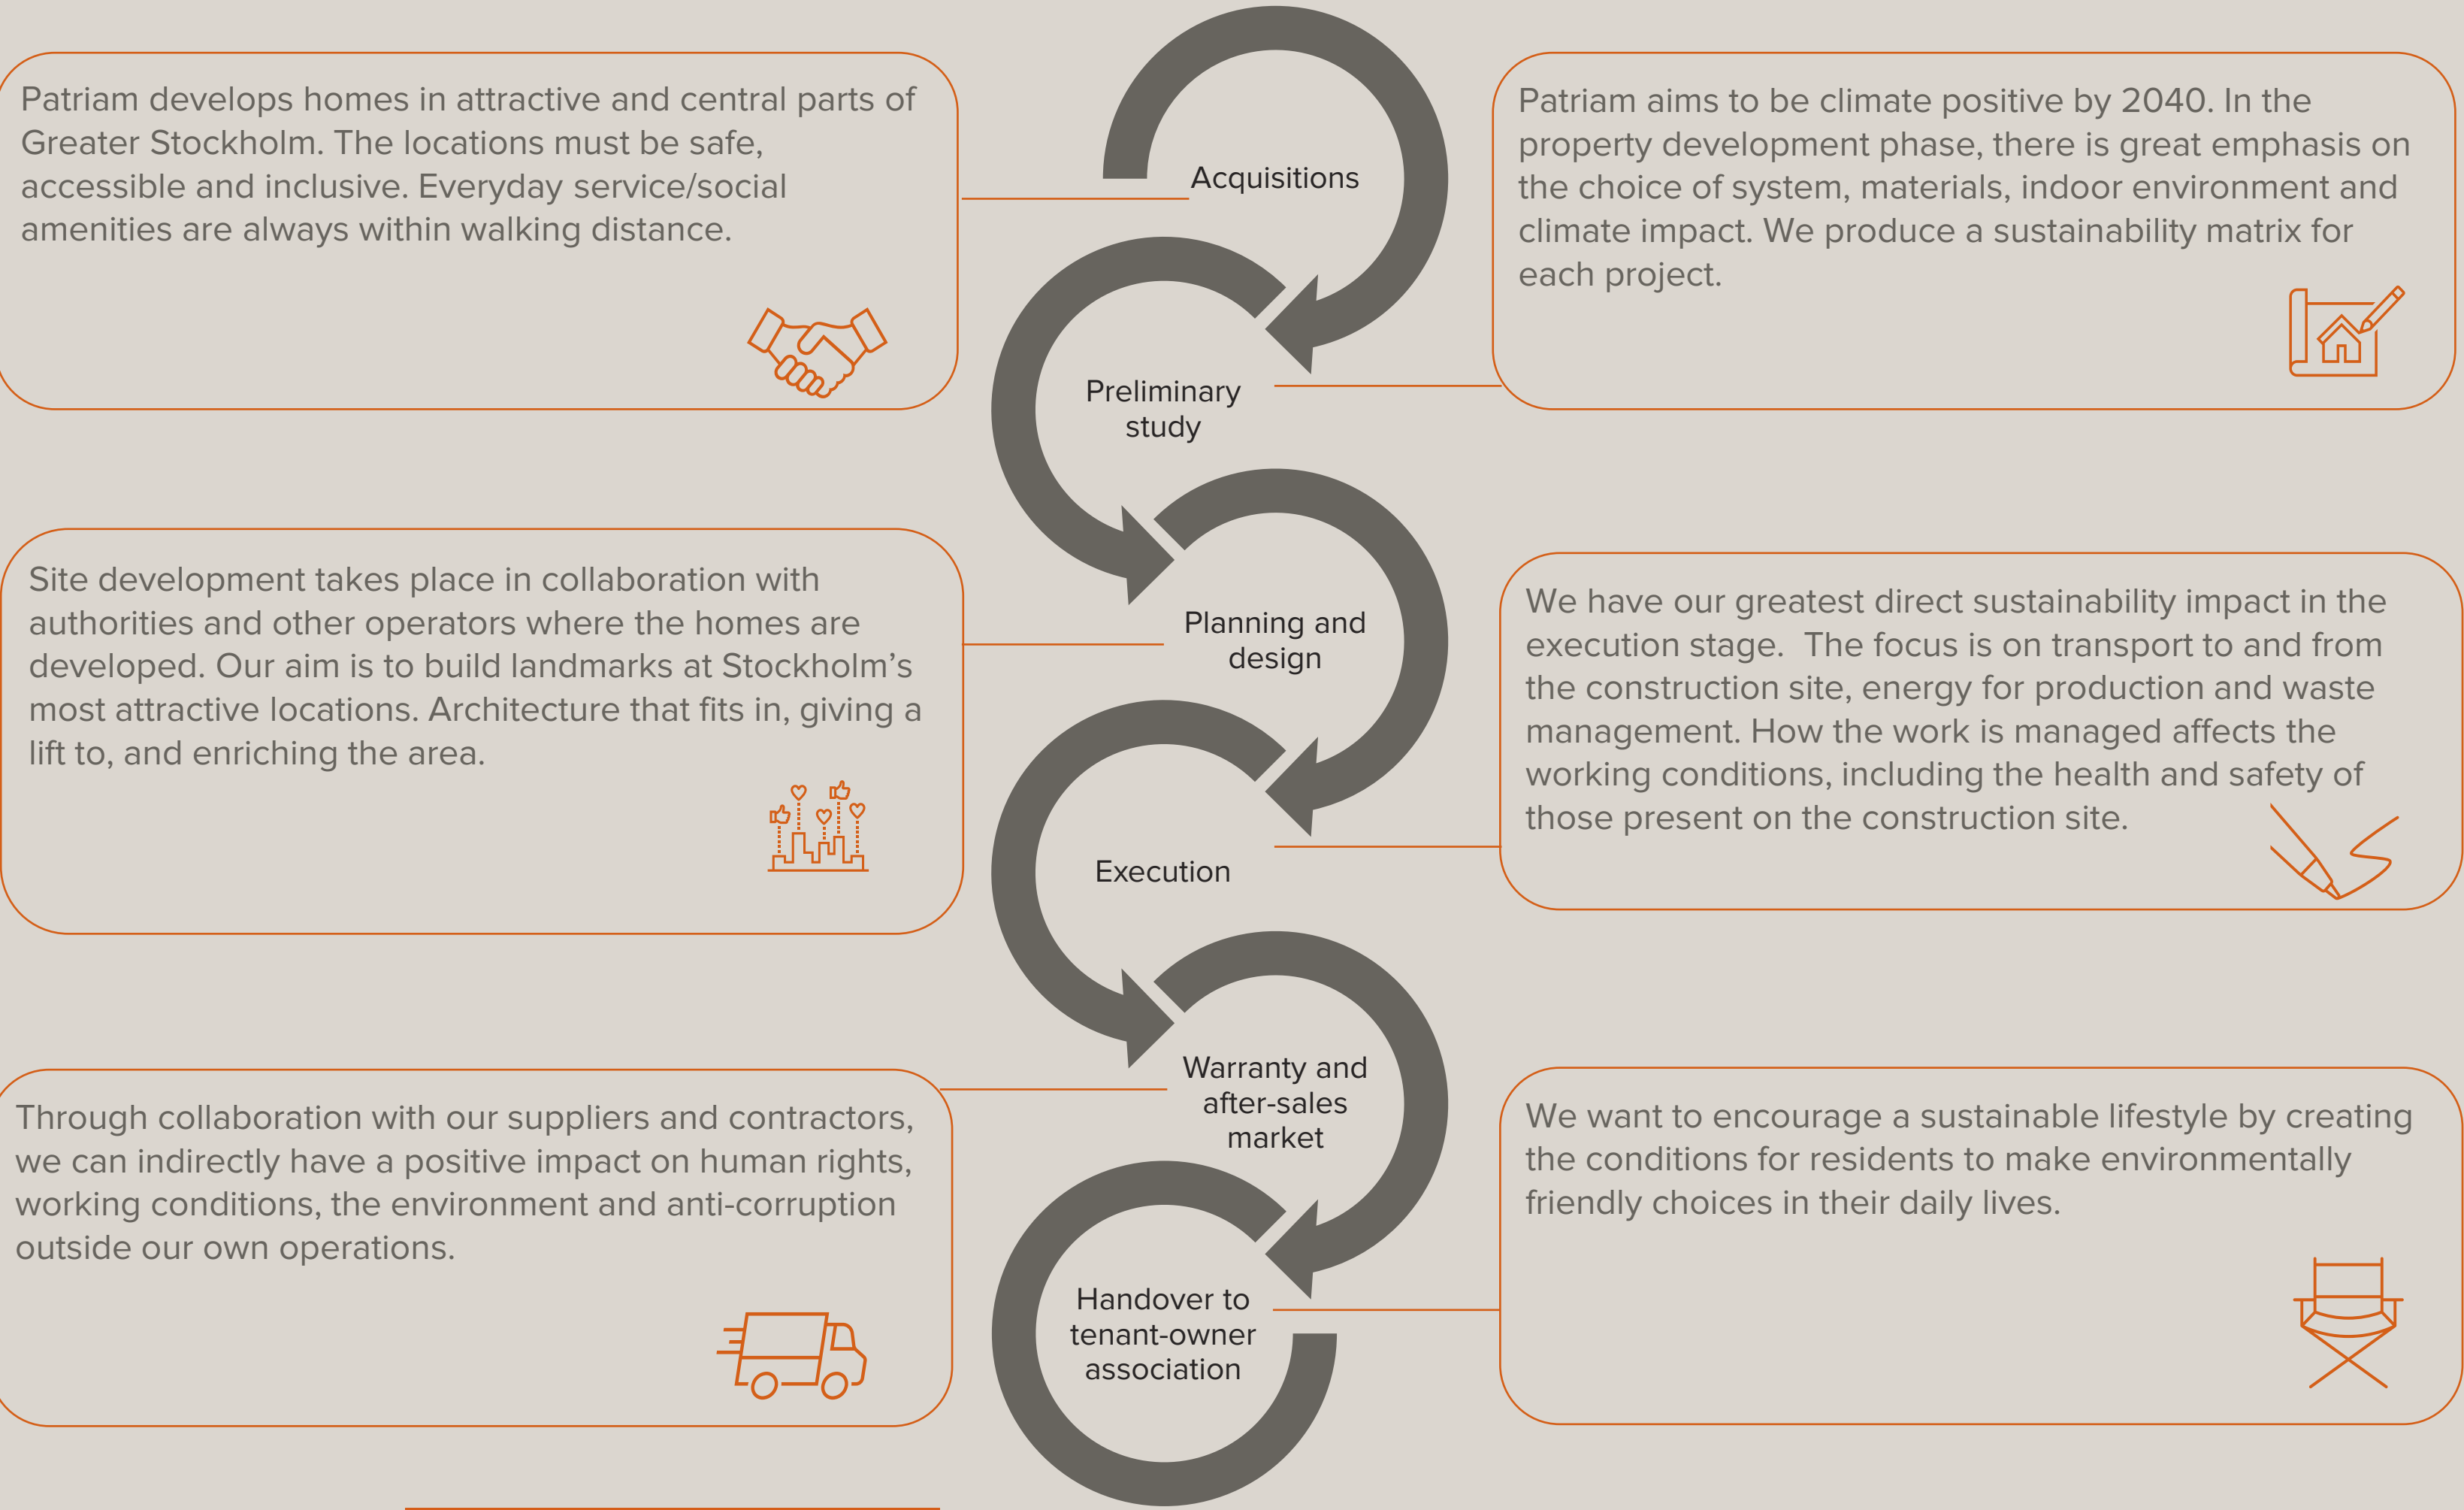 Patriam develops homes in attractive and central parts of
Greater Stockholm. The locations must be safe,
accessible and inclusive. Everyday service/social
amenities are always within walking distance.
Acquisitions
Patriam aims to be climate positive by 2040. In the
property development phase, there is great emphasis on
the choice of system, materials, indoor environment and
climate impact. We produce a sustainability matrix for
each project.
Preliminary
study
Site development takes place in collaboration with
authorities and other operators where the homes are
developed. Our aim is to build landmarks at Stockholm’s
most attractive locations. Architecture that fits in, giving a
lift to, and enriching the area.
Planning and
design
We have our greatest direct sustainability impact in the
execution stage.  The focus is on transport to and from
the construction site, energy for production and waste
management. How the work is managed affects the
working conditions, including the health and safety of
those present on the construction site.
Execution
Through collaboration with our suppliers and contractors,
we can indirectly have a positive impact on human rights,
working conditions, the environment and anti-corruption
outside our own operations.
Warranty and
after-sales
market
We want to encourage a sustainable lifestyle by creating
the conditions for residents to make environmentally
friendly choices in their daily lives.
Handover to
tenant-owner
association